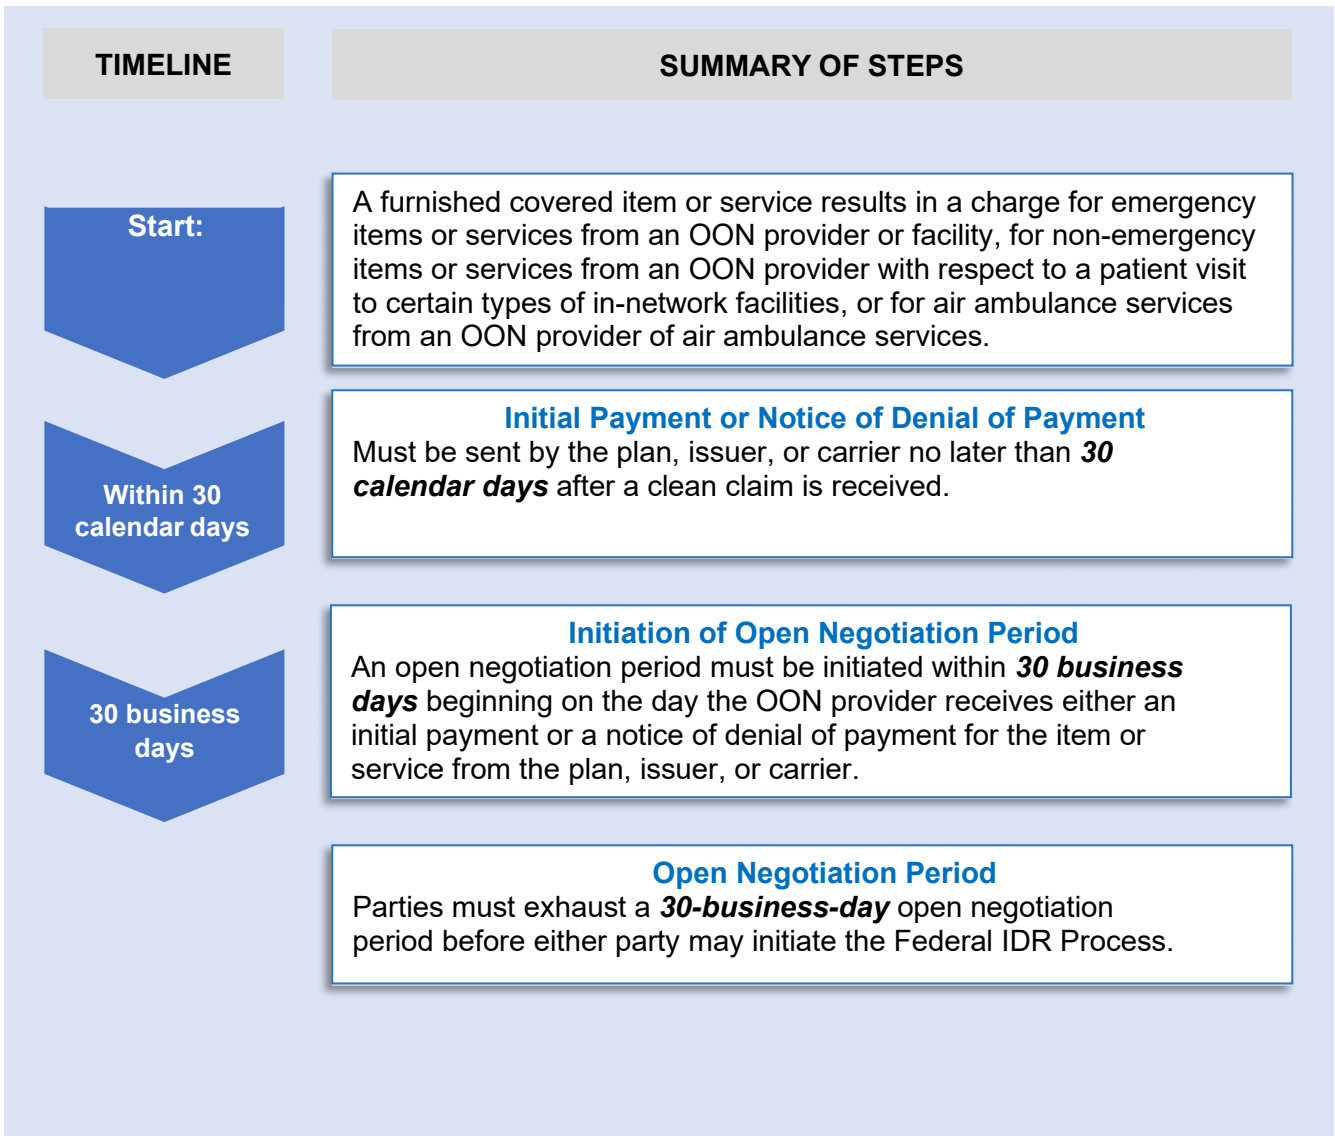 TIMELINE
SUMMARY OF STEPS
Start:
A furnished covered item or service results in a charge for emergency
items or services from an OON provider or facility, for non-emergency
items or services from an OON provider with respect to a patient visit
to certain types of in-network facilities, or for air ambulance services
from an OON provider of air ambulance services.
Within 30
calendar days
Initial Payment or Notice of Denial of Payment
Must be sent by the plan, issuer, or carrier no later than 30
calendar days after a clean claim is received.
30 business
days
Initiation of Open Negotiation Period
An open negotiation period must be initiated within 30 business
days beginning on the day the OON provider receives either an
initial payment or a notice of denial of payment for the item or
service from the plan, issuer, or carrier.
Open Negotiation Period
Parties must exhaust a 30-business-day open negotiation
period before either party may initiate the Federal IDR Process.